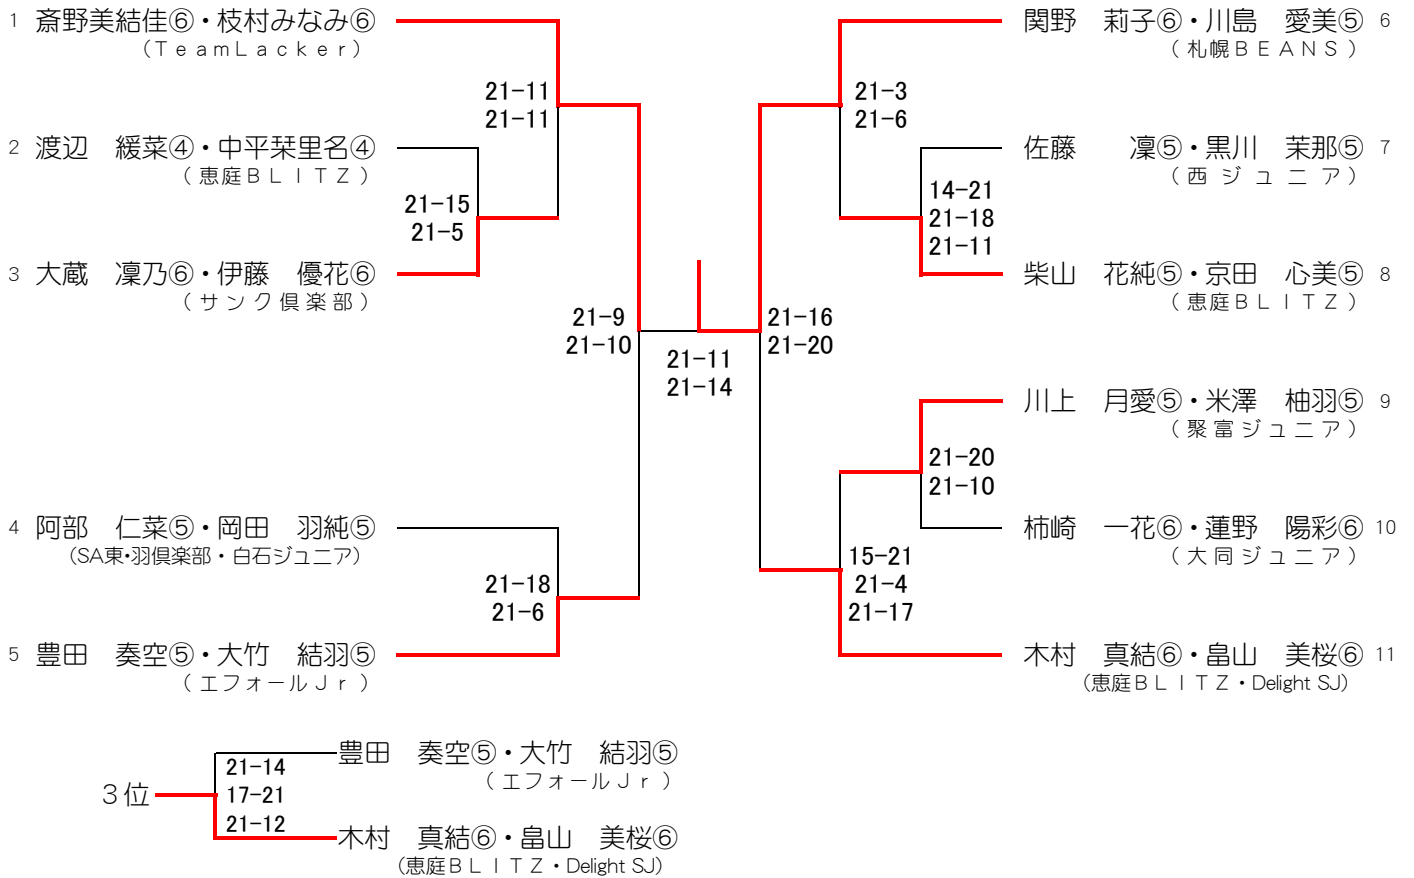 1 斎野美結佳⑥・枝村みなみ⑥
（ＴｅａｍＬａｃｋｅｒ）
21-11
21-11
2 渡辺　緩菜④・中平栞里名④
（恵庭ＢＬＩＴＺ）
21-15
21-5
3 大蔵　凜乃⑥・伊藤　優花⑥
（サンク倶楽部）
21-9
21-10
4 阿部　仁菜⑤・岡田　羽純⑤
（SA東・羽倶楽部・白石ジュニア）
21-18
21-6
5 豊田　奏空⑤・大竹　結羽⑤
（エフォールＪｒ）
21-11
21-14
関野　莉子⑥・川島　愛美⑤ 6
（札幌ＢＥＡＮＳ）
21-3
21-6
佐藤　　凜⑤・黒川　茉那⑤ 7
（西ジュニア）
14-21
21-18
21-11
柴山　花純⑤・京田　心美⑤ 8
（恵庭ＢＬＩＴＺ）
21-16
21-20
川上　月愛⑤・米澤　柚羽⑤ 9
（聚富ジュニア）
21-20
21-10
柿崎　一花⑥・蓮野　陽彩⑥ 10
（大同ジュニア）
15-21
21-4
21-17
木村　真結⑥・畠山　美桜⑥ 11
（恵庭ＢＬＩＴＺ・Delight SJ）
豊田　奏空⑤・大竹　結羽⑤
（エフォールＪｒ）
３位
21-14
17-21
21-12
木村　真結⑥・畠山　美桜⑥
（恵庭ＢＬＩＴＺ・Delight SJ）